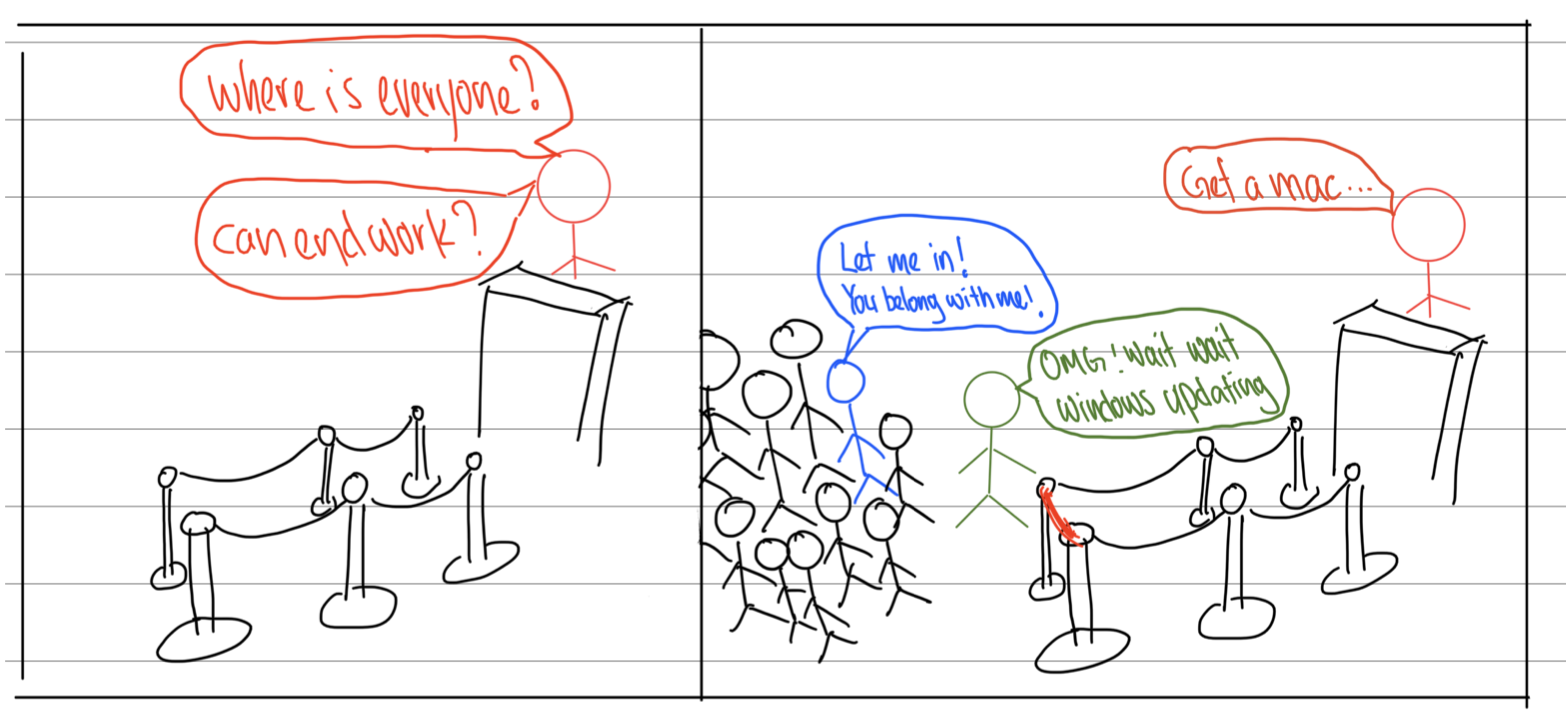 where is everyone?
can end work?
Let me in!
You belong with me!
Get a mac...
OMG! wait wait
windows updating